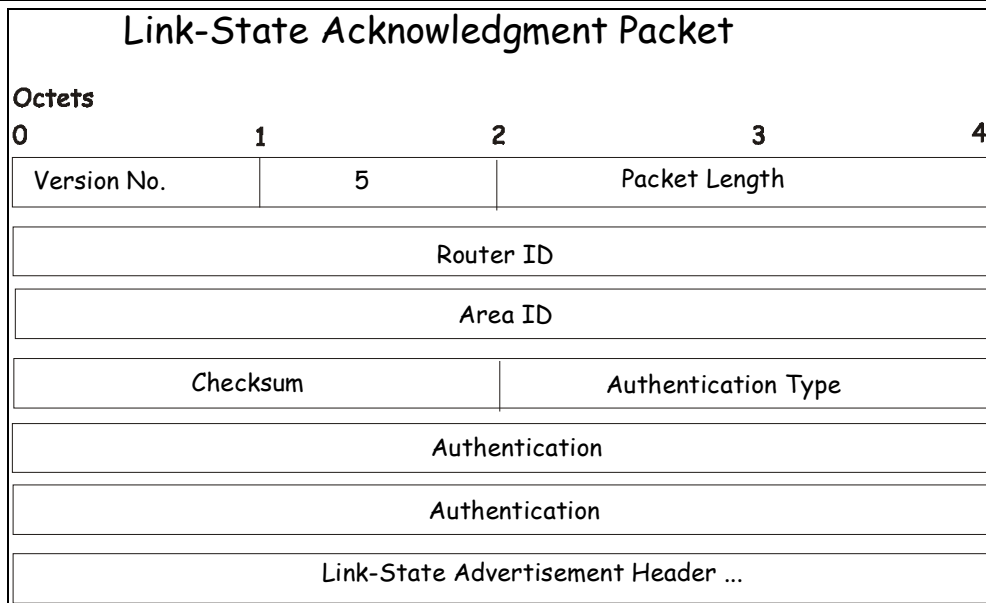 Link-State Acknowledgment Packet
Octets
0 1 2 3 4
Version No. 5 Packet Length
Router ID
Area ID
Checksum Authentication Type
Authentication
Authentication
Link-State Advertisement Header ...